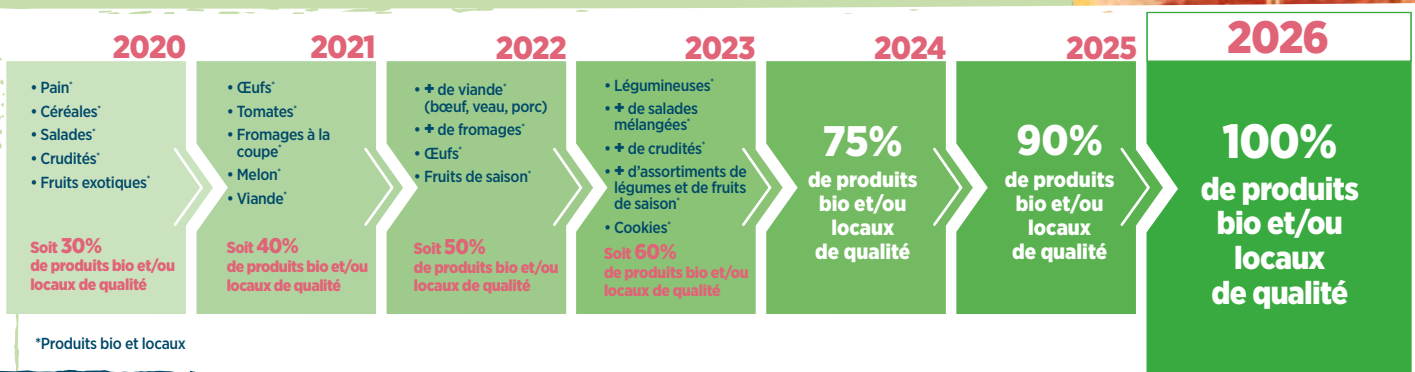 2020
• Pain*
• Céréales*
• Salades*
• Crudités*
• Fruits exotiques*
Soit 30%
de produits bio et/ou
locaux de qualité
2021
• Œufs*
• Tomates*
• Fromages à la
coupe*
• Melon*
• Viande*
Soit 40%
de produits bio et/ou
locaux de qualité
2022
• + de viande*
(bœuf, veau, porc)
• + de fromages*
• Œufs*
• Fruits de saison*
Soit 50%
de produits bio et/ou
locaux de qualité
2023
• Légumineuses*
• + de salades
mélangées*
• + de crudités*
• + d'assortiments de
légumes et de fruits
de saison*
• Cookies*
Soit 60%
de produits bio et/ou
locaux de qualité
2024
75%
de produits
bio et/ou
locaux
de qualité
2025
90%
de produits
bio et/ou
locaux
de qualité
2026
100%
de produits
bio et/ou
locaux
de qualité
*Produits bio et locaux